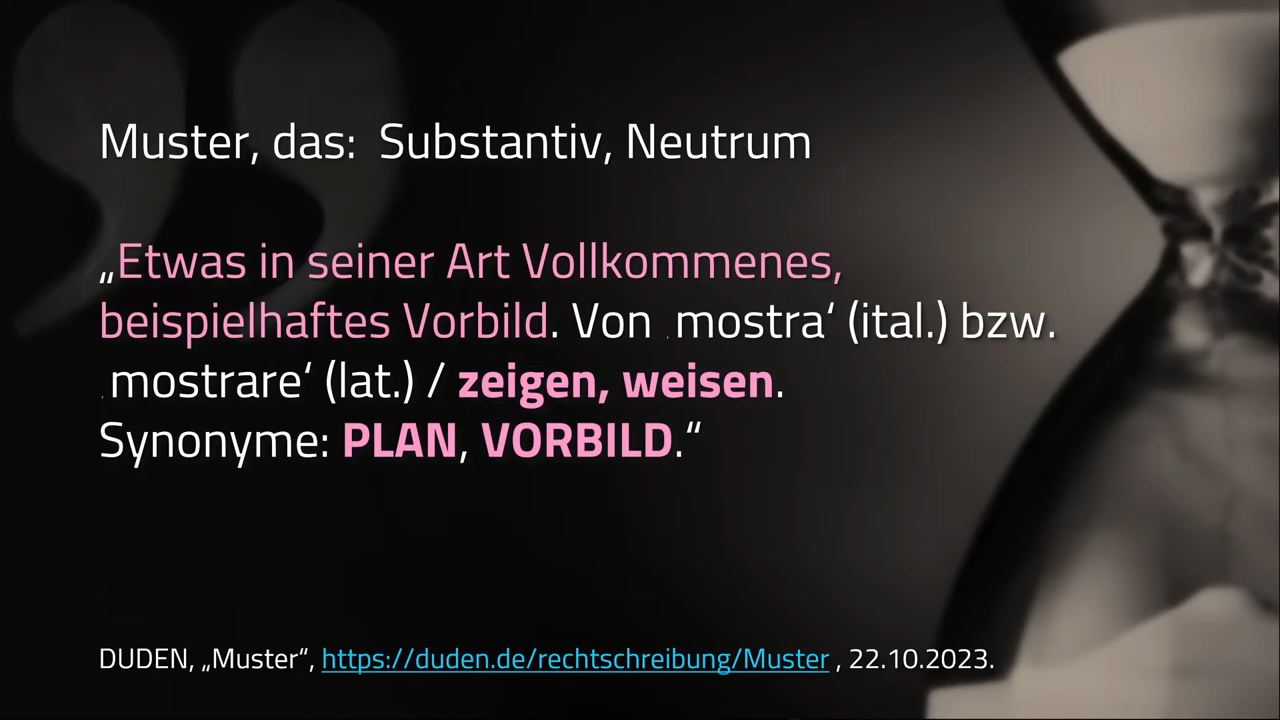 Muster, das: Substantiv, Neutrum
„Etwas in seiner Art Vollkommenes,
beispielhaftes Vorbild. Von ‚mostra‘ (ital.) bzw.
‚mostrare‘ (lat.) / zeigen, weisen.
Synonyme: PLAN, VORBILD.“
DUDEN, „Muster“, https://duden.de/rechtschreibung/Muster , 22.10.2023.